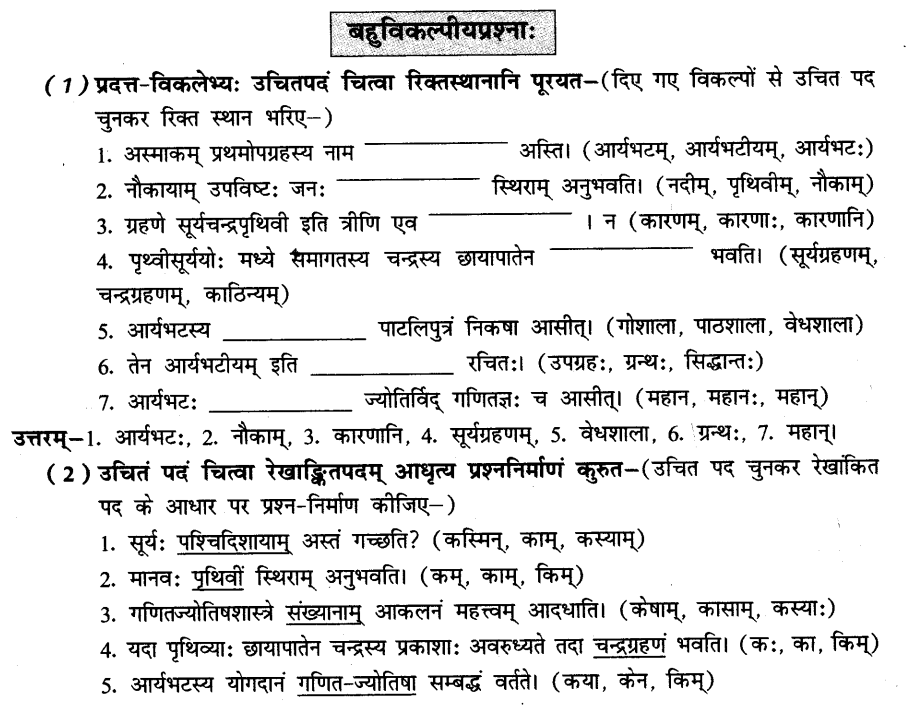 बहुविकल्पीयप्रश्नाः
(1) प्रदत्त-विकलेभ्यः उचितपदं चित्वा रिक्तस्थानानि पूरयत–(दिए गए विकल्पों से उचित पद
चुनकर रिक्त स्थान भरिए–)
1. अस्माकम् प्रथमोपग्रहस्य नाम ____________ अस्ति। (आर्यभटम्, आर्यभटीयम्, आर्यभटः)
2. नौकायाम् उपविष्टः जनः ____________ स्थिराम् अनुभवति। (नदीम्, पृथिवीम्, नौकाम्)
3. ग्रहणे सूर्यचन्द्रपृथिवी इति त्रीणि एव ____________ । न (कारणम्, कारणाः, कारणानि)
4. पृथ्वीसूर्ययोः मध्ये समागतस्य चन्द्रस्य छायापातेन ____________ भवति। (सूर्यग्रहणम्,
चन्द्रग्रहणम्, काठिन्यम्)
5. आर्यभटस्य ____________ पाटलिपुत्रं निकषा आसीत्। (गोशाला, पाठशाला, वेधशाला)
6. तेन आर्यभटीयम् इति ____________ रचितः। (उपग्रहः, ग्रन्थः, सिद्धान्तः)
7. आर्यभटः ____________ ज्योतिर्विद् गणितज्ञः च आसीत्। (महान, महानः, महान्)
उत्तरम्–1. आर्यभटः, 2. नौकाम्, 3. कारणानि, 4. सूर्यग्रहणम्, 5. वेधशाला, 6. ग्रन्थः, 7. महान्।
(2) उचितं पदं चित्वा रेखाङ्कितपदम् आधृत्य प्रश्ननिर्माणं कुरुत–(उचित पद चुनकर रेखांकित
पद के आधार पर प्रश्न-निर्माण कीजिए–)
1. सूर्यः पश्चिदिशायाम् अस्तं गच्छति? (कस्मिन्, काम्, कस्याम्)
2. मानवः पृथिवीं स्थिराम् अनुभवति। (कम्, काम्, किम्)
3. गणितज्योतिषशास्त्रे संख्यानाम् आकलनं महत्त्वम् आदधाति। (केषाम्, कासाम्, कस्याः)
4. यदा पृथिव्याः छायापातेन चन्द्रस्य प्रकाशाः अवरुध्यते तदा चन्द्रग्रहणं भवति। (कः, का, किम्)
5. आर्यभटस्य योगदानं गणित-ज्योतिषा सम्बद्धं वर्तते। (कया, केन, किम्)